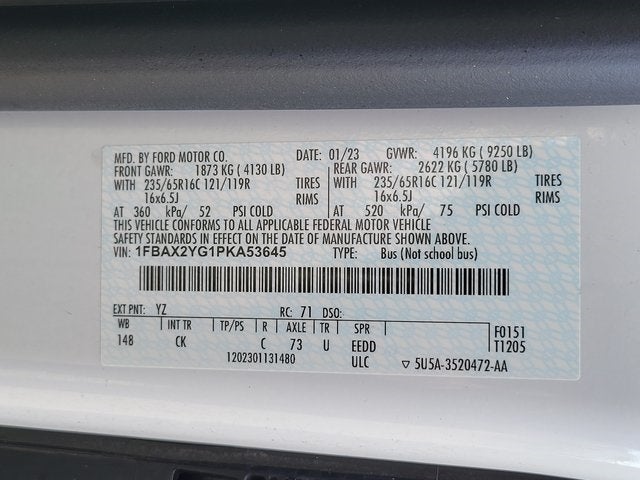 MFD. BY FORD MOTOR CO. DATE: 01/23 GVWR: 4196 KG ( 9250 LB)
FRONT GAWR: 1873 KG ( 4130 LB) REAR GAWR: 2622 KG ( 5780 LB)
WITH 235/65R16C 121/119R TIRES WITH 235/65R16C 121/119R TIRES
16x6.5J RIMS 16x6.5J RIMS
AT 360 kPa/ 52 PSI COLD AT 520 kPa/ 75 PSI COLD
THIS VEHICLE CONFORMS TO ALL APPLICABLE FEDERAL MOTOR VEHICLE
SAFETY STANDARDS IN EFFECT ON THE DATE OF MANUFACTURE SHOWN ABOVE.
VIN: 1FBAX2YG1PKA53645 TYPE: Bus (Not school bus)
EXT PNT: YZ RC: 71 DSO:
WB INT TR TP/PS R AXLE TR SPR F0151
148 CK C 73 U EEDD T1205
1202301131480 ULC ▽ 5U5A-3520472-AA